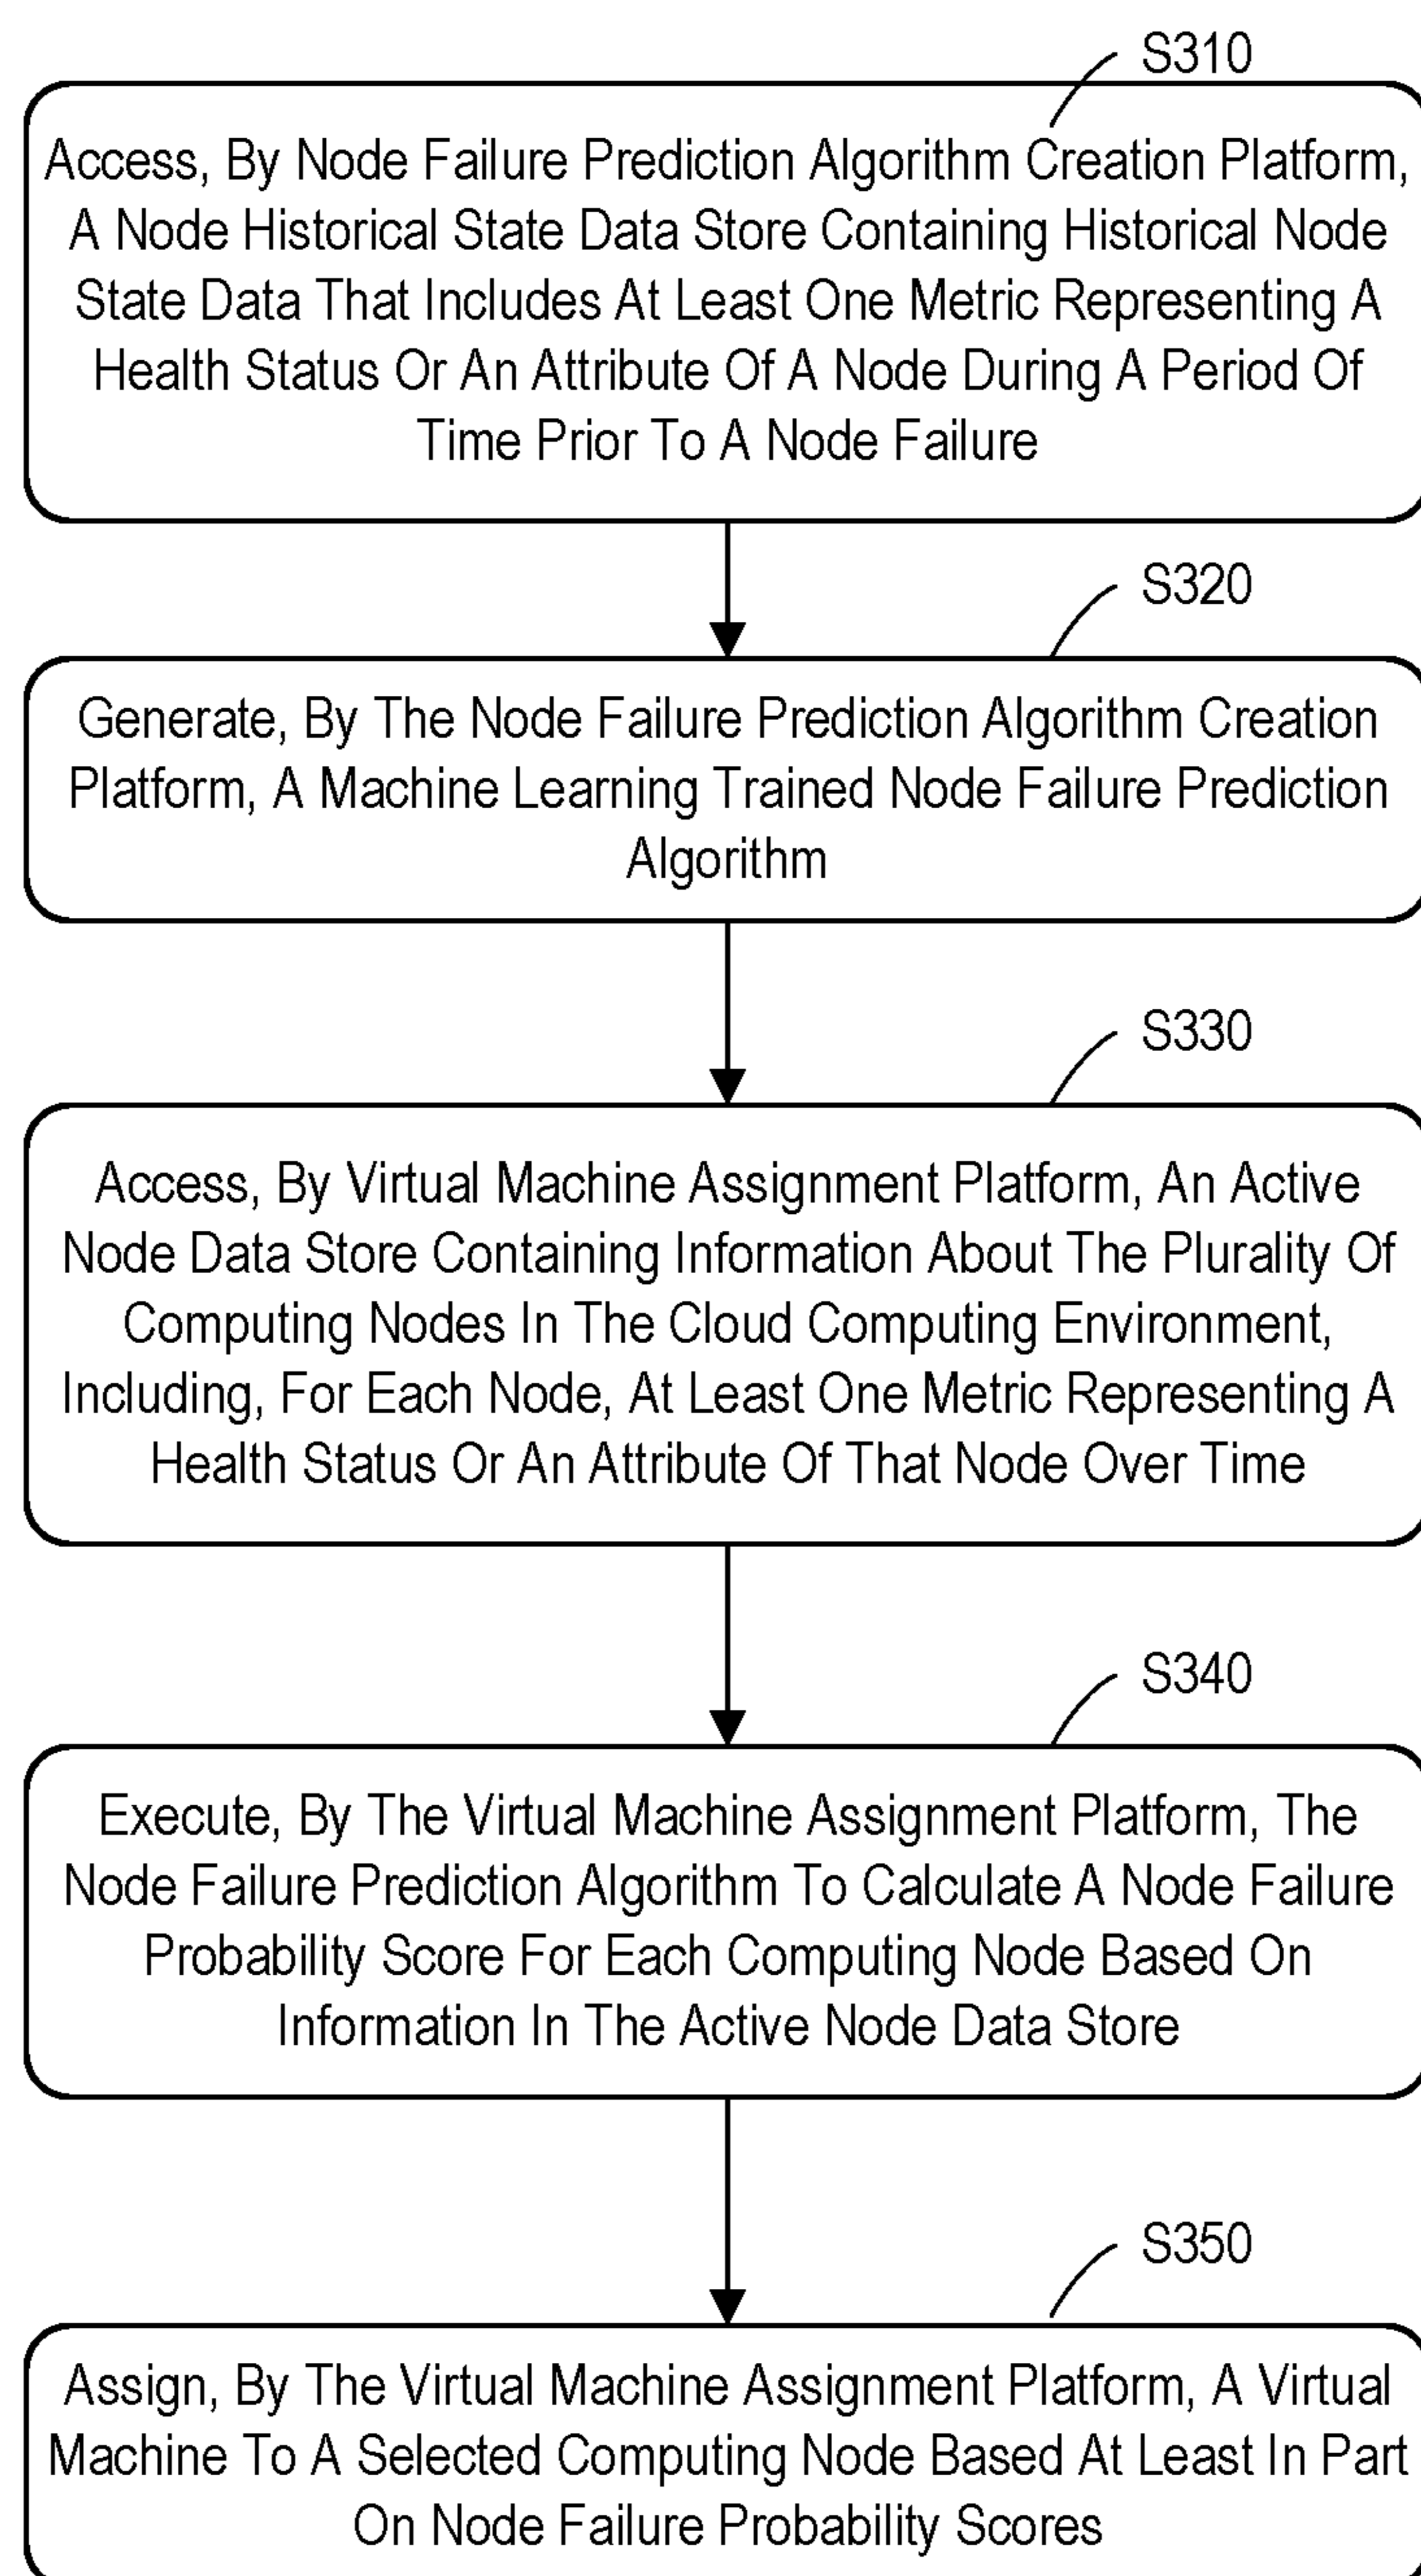 S310
Access, By Node Failure Prediction Algorithm Creation Platform,
A Node Historical State Data Store Containing Historical Node
State Data That Includes At Least One Metric Representing A
Health Status Or An Attribute Of A Node During A Period Of
Time Prior To A Node Failure
S320
Generate, By The Node Failure Prediction Algorithm Creation
Platform, A Machine Learning Trained Node Failure Prediction
Algorithm
S330
Access, By Virtual Machine Assignment Platform, An Active
Node Data Store Containing Information About The Plurality Of
Computing Nodes In The Cloud Computing Environment,
Including, For Each Node, At Least One Metric Representing A
Health Status Or An Attribute Of That Node Over Time
S340
Execute, By The Virtual Machine Assignment Platform, The
Node Failure Prediction Algorithm To Calculate A Node Failure
Probability Score For Each Computing Node Based On
Information In The Active Node Data Store
S350
Assign, By The Virtual Machine Assignment Platform, A Virtual
Machine To A Selected Computing Node Based At Least In Part
On Node Failure Probability Scores